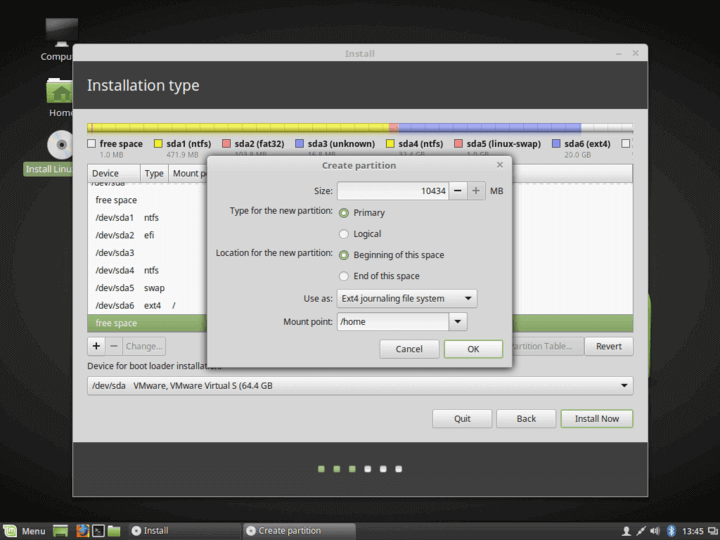 Install
Compu
Home
Install Linu
Installation type
free space sda1 (ntfs) sda2 (fat32) sda3 (unknown) sda4 (ntfs) sda5 (linux-swap) sda6 (ext4)
1.0 MB 471.9 MB 20.0 GB
Device Type Mount p
/dev/sda
free space
/dev/sda1 ntfs
/dev/sda2 efi
/dev/sda3
/dev/sda4 ntfs
/dev/sda5 swap
/dev/sda6 ext4 /
free space
Create partition
Size: 10434 MB
Type for the new partition: Primary
Logical
Location for the new partition: Beginning of this space
End of this space
Use as: Ext4 journaling file system
Mount point: /home
Cancel OK
+ − Change... artition Table... Revert
Device for boot loader installation:
/dev/sda VMware, VMware Virtual S (64.4 GB
Quit Back Install Now
Menu Install Create partition 13:45